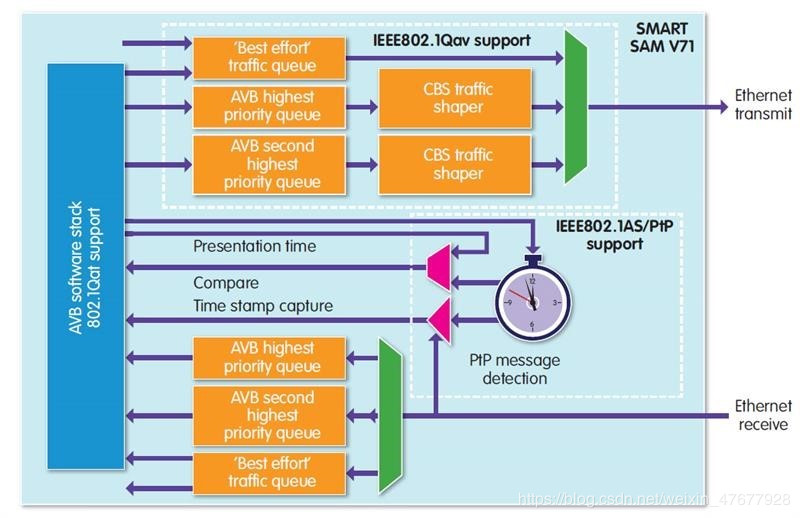 IEEE802.1Qav support
SMART
SAM V71
'Best effort'
traffic queue
AVB highest
priority queue
CBS traffic
shaper
AVB second
highest
priority queue
CBS traffic
shaper
Ethernet
transmit
AVB software stack
802.1Qat support
IEEE802.1AS/PtP
support
Presentation time
Compare
Time stamp capture
12
9
3
6
PtP message
detection
AVB highest
priority queue
AVB second
highest
priority queue
'Best effort'
traffic queue
Ethernet
receive
https://blog.csdn.net/weixin_47677928